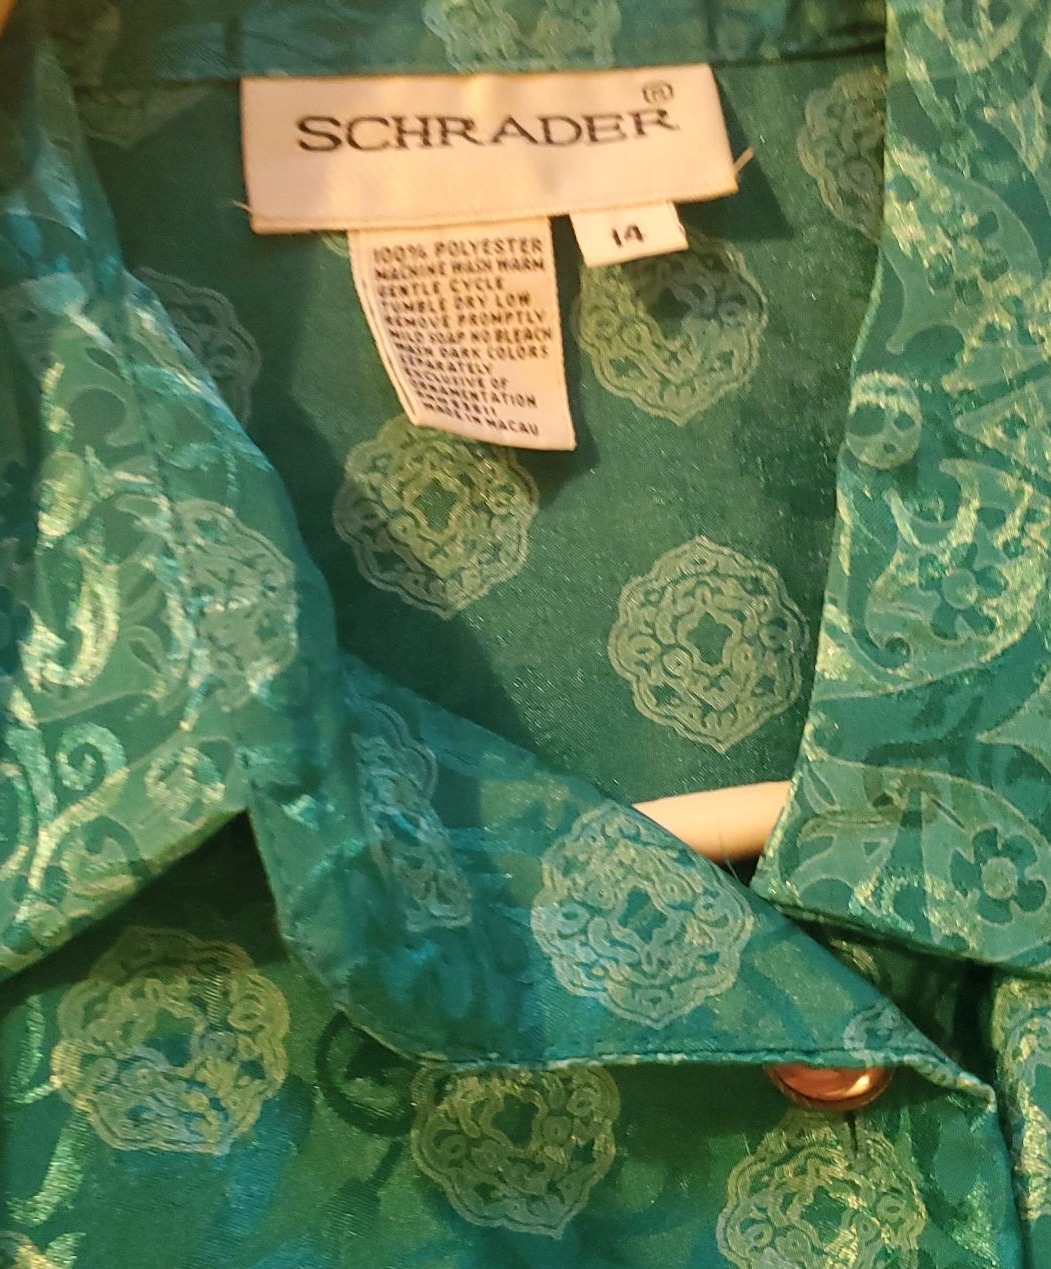 SCHRADER®
14
100% POLYESTER
MACHINE WASH WARM
GENTLE CYCLE
TUMBLE DRY LOW
REMOVE PROMPTLY
MILD SOAP NO BLEACH
WASH DARK COLORS
SEPARATELY
EXCLUSIVE OF
ORNAMENTATION
MADE IN MACAU